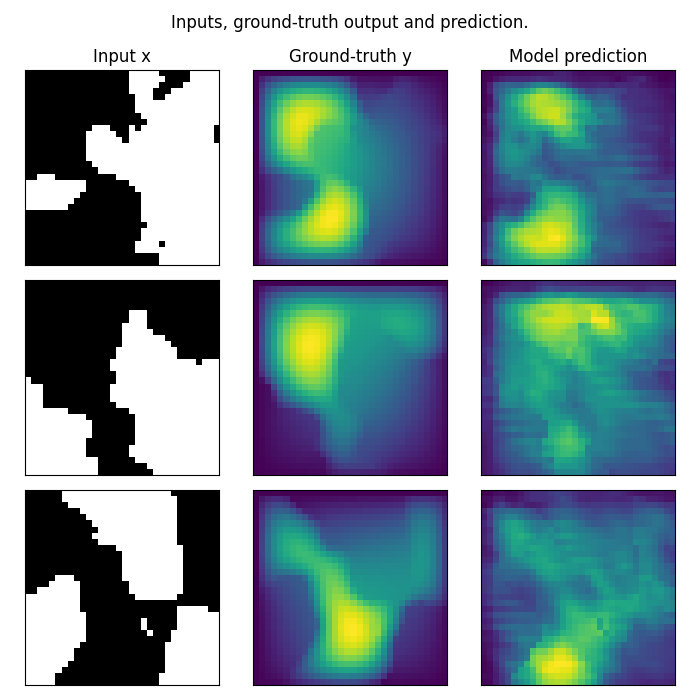 Inputs, ground-truth output and prediction.
Input x
Ground-truth y
Model prediction